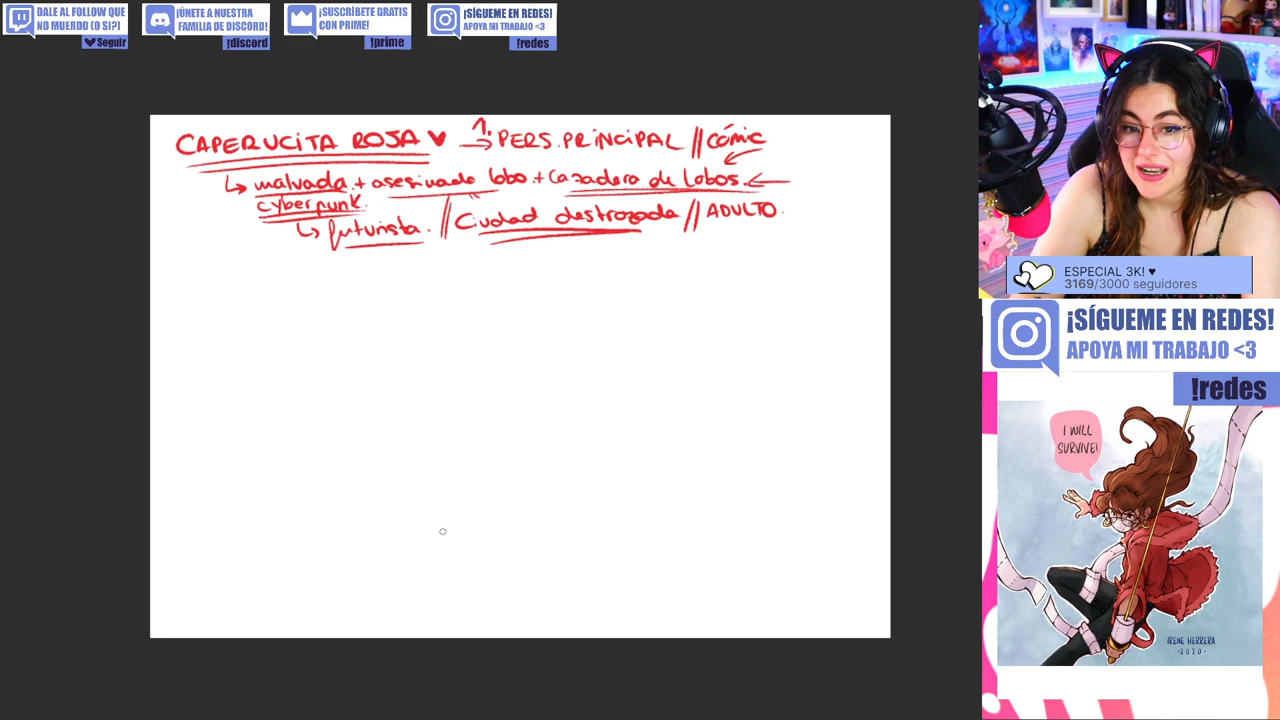 DALE AL FOLLOW QUE
NO MUERDO (O SI?)
Seguir
¡ÚNETE A NUESTRA
FAMILIA DE DISCORD!
!discord
¡SUSCRÍBETE GRATIS
CON PRIME!
!prime
¡SÍGUEME EN REDES!
APOYA MI TRABAJO <3
!redes
CAPERUCITA ROJA ♥ 1. → PERS. PRINCIPAL // CÓMIC
↳ malvada + asesinado lobo + Cazadora de Lobos. ←
cyberpunk.
↳ futurista. // Ciudad destrozada // ADULTO.
ESPECIAL 3K! ♥
3169/3000 seguidores
¡SÍGUEME EN REDES!
APOYA MI TRABAJO <3
!redes
I WILL
SURVIVE!
IRENE HERRERA
·2020·